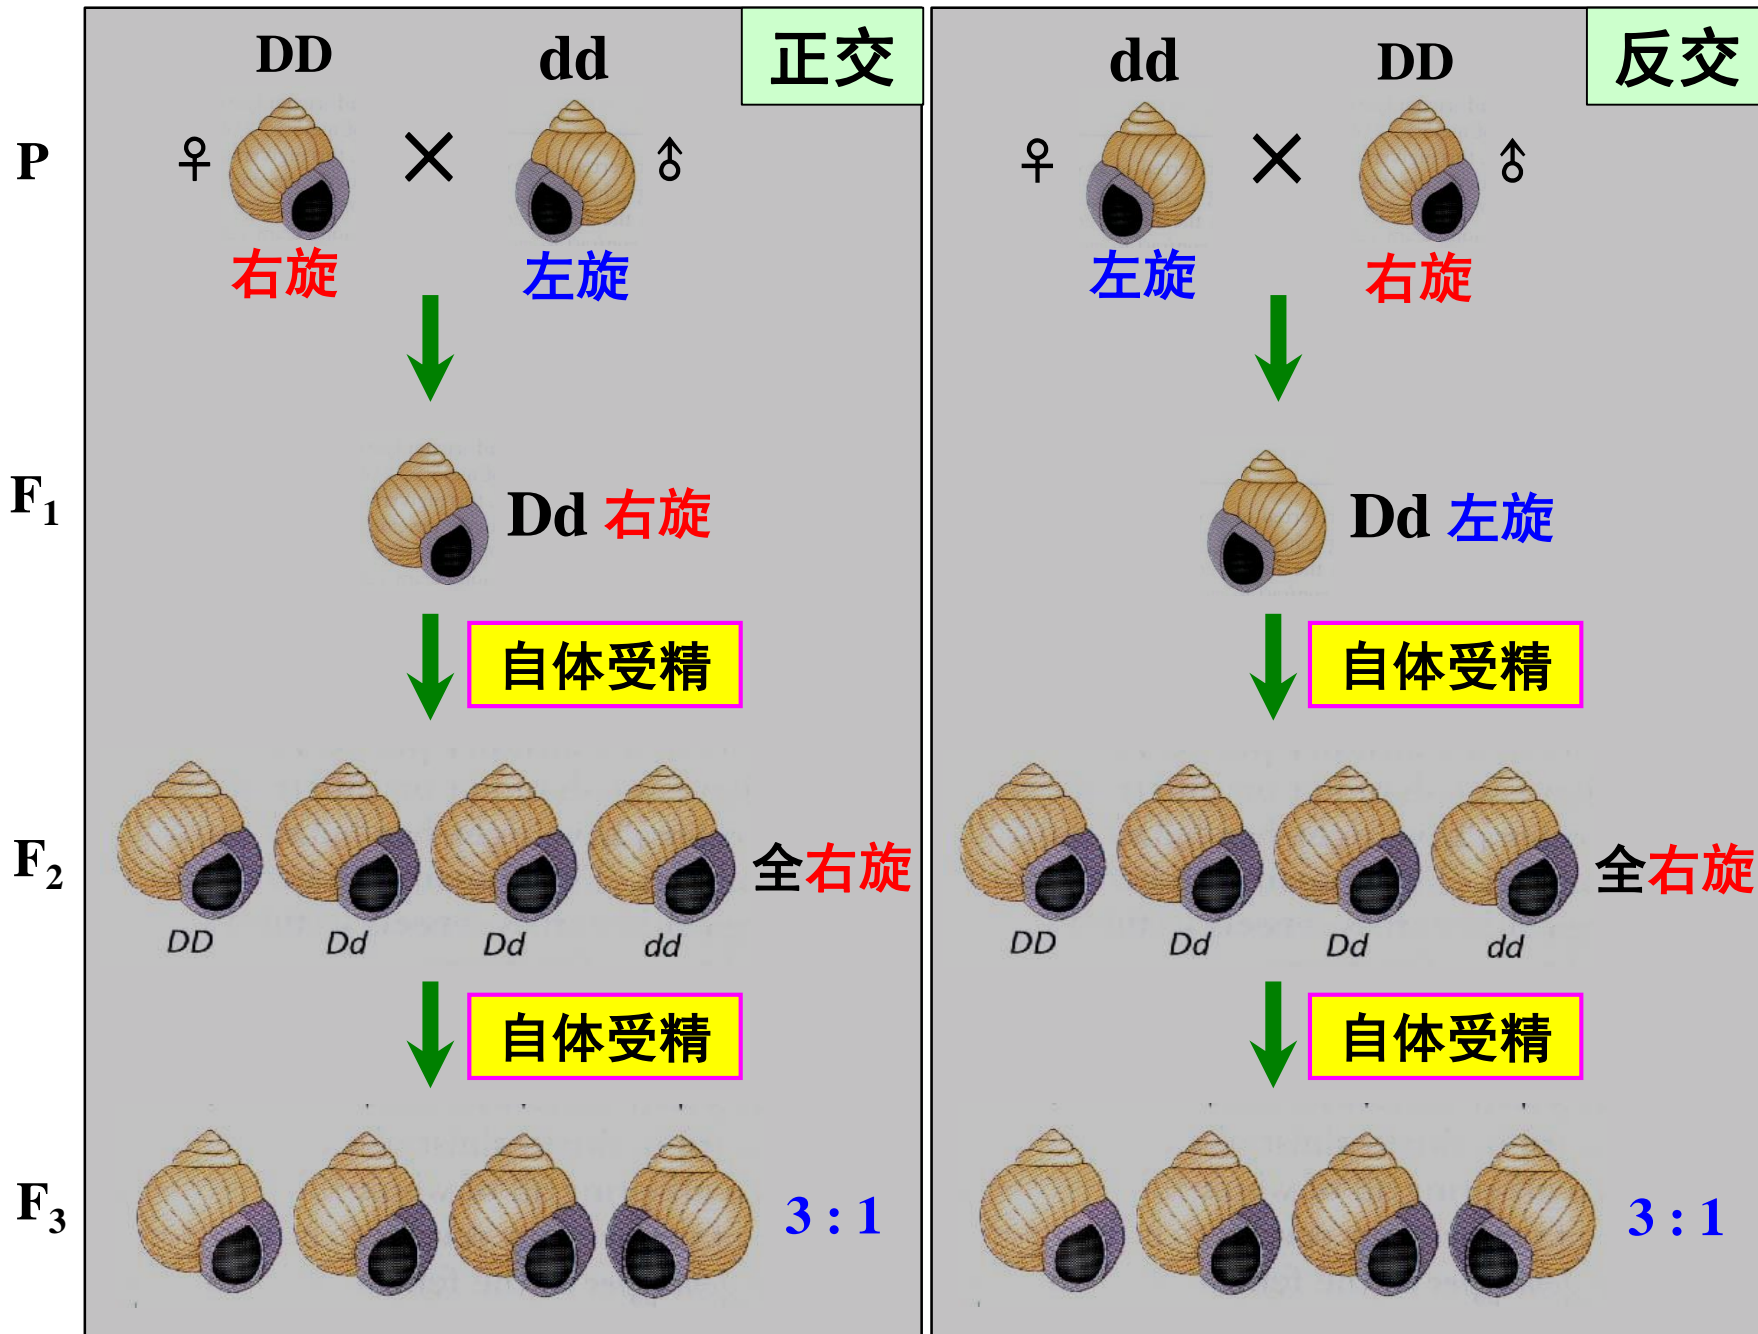 DD dd 正交
P ♀ × ♂
右旋 左旋
F1 Dd 右旋
自体受精
F2 全右旋
DD Dd Dd dd
自体受精
F3 3 : 1
dd DD 反交
♀ × ♂
左旋 右旋
Dd 左旋
自体受精
全右旋
DD Dd Dd dd
自体受精
3 : 1